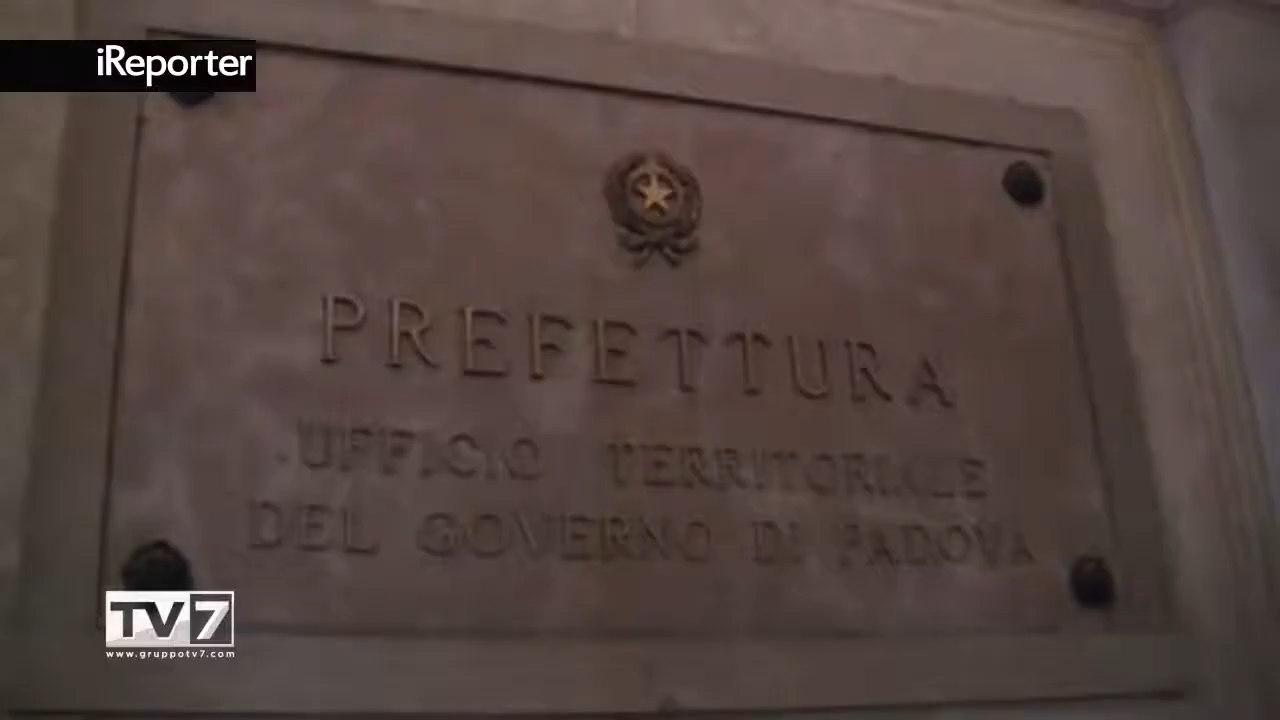 iReporter
PREFETTURA
UFFICIO TERRITORIALE
DEL GOVERNO DI PADOVA
TV7
www.gruppotv7.com